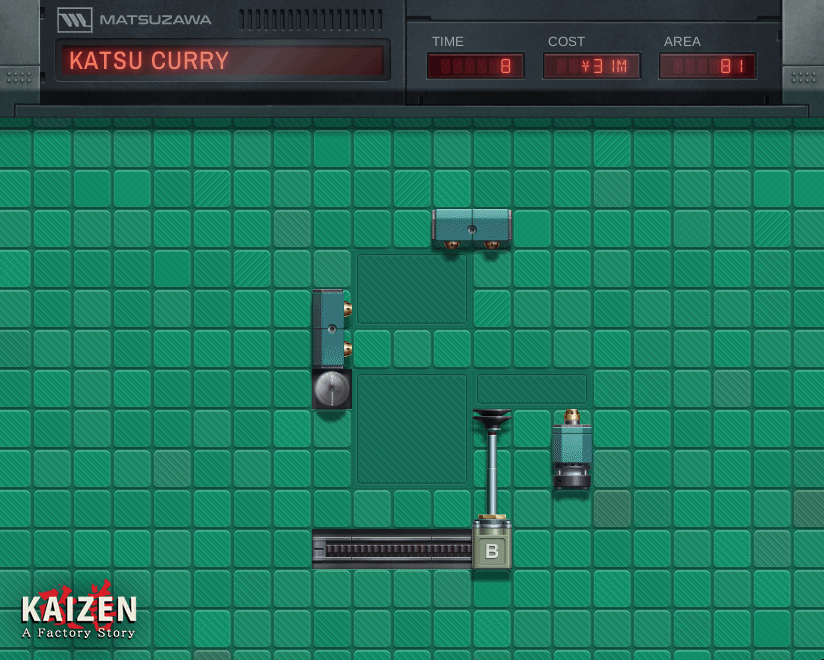 MATSUZAWA
KATSU CURRY
TIME
8
COST
¥31M
AREA
81
B
KAIZEN
A Factory Story